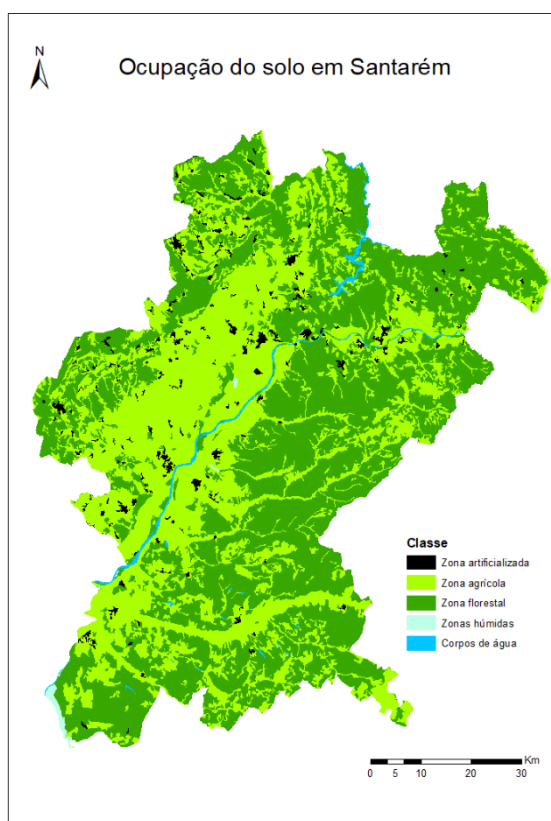 N
Ocupação do solo em Santarém
Classe
Zona artificializada
Zona agrícola
Zona florestal
Zonas húmidas
Corpos de água
Km
0 5 10 20 30